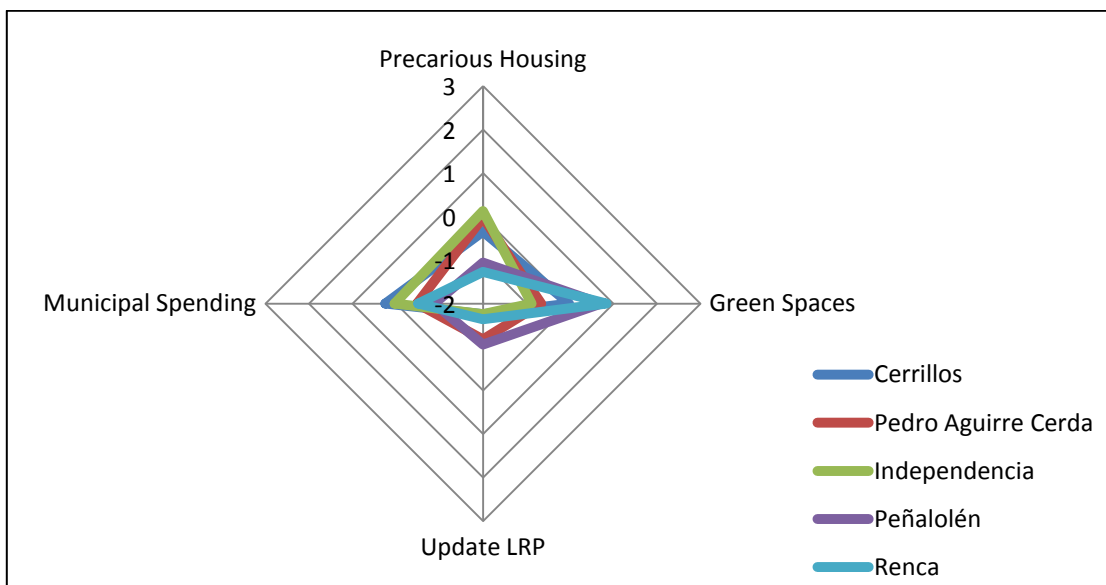 Precarious Housing
3
2
1
0
-1
-2
Municipal Spending
Green Spaces
Update LRP
Cerrillos
Pedro Aguirre Cerda
Independencia
Peñalolén
Renca